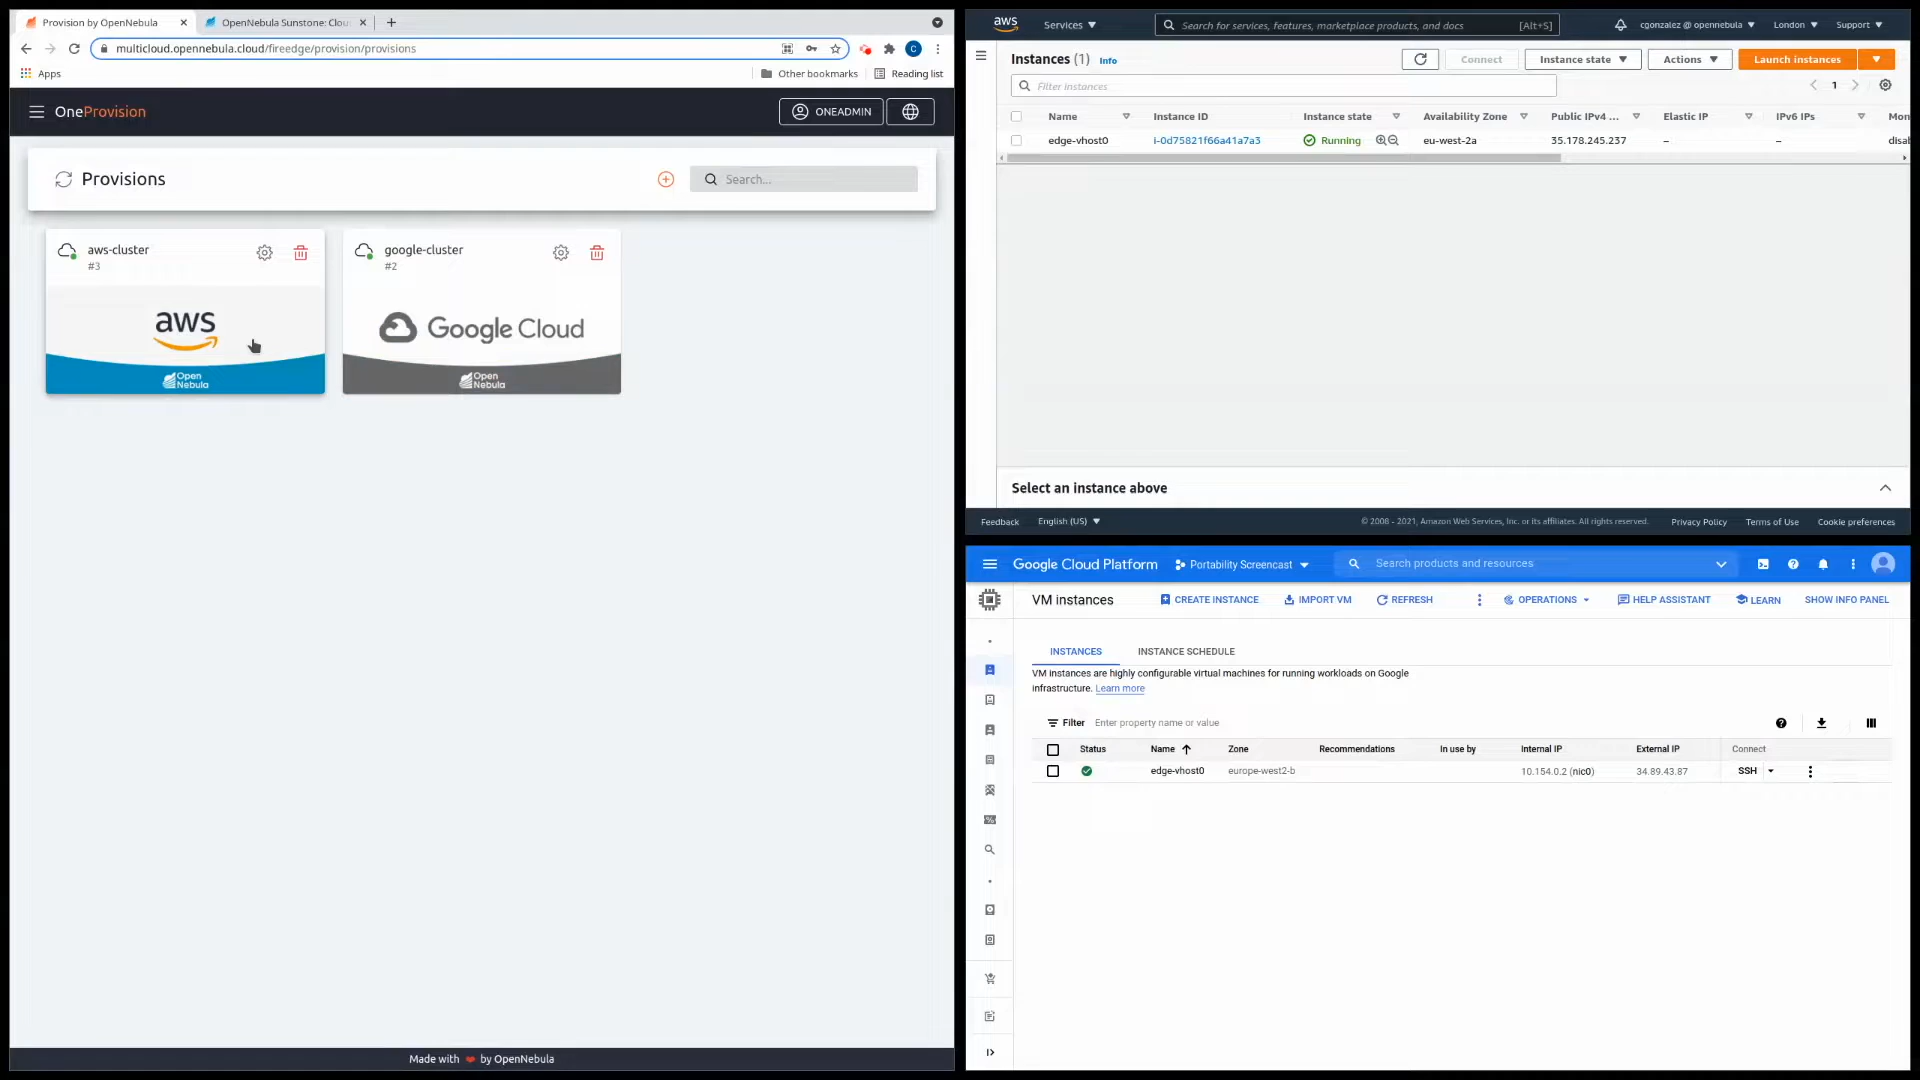 Provision by OpenNebula
OpenNebula Sunstone: Clou
multicloud.opennebula.cloud/fireedge/provision/provisions
C
Apps
Other bookmarks
Reading list
OneProvision
ONEADMIN
Provisions
Search...
aws-cluster
#3
aws
Open
Nebula
google-cluster
#2
Google Cloud
Open
Nebula
Made with ❤ by OpenNebula
aws
Services
Search for services, features, marketplace products, and docs
[Alt+S]
cgonzalez @ opennebula
London
Support
Instances (1)
Info
Connect
Instance state
Actions
Launch instances
Filter instances
1
Name
Instance ID
Instance state
Availability Zone
Public IPv4 ...
Elastic IP
IPv6 IPs
Mon
edge-vhost0
i-0d75821f66a41a7a3
Running
eu-west-2a
35.178.245.237
–
–
disab
Select an instance above
Feedback
English (US)
© 2008 - 2021, Amazon Web Services, Inc. or its affiliates. All rights reserved.
Privacy Policy
Terms of Use
Cookie preferences
Google Cloud Platform
Portability Screencast
Search products and resources
VM instances
CREATE INSTANCE
IMPORT VM
REFRESH
OPERATIONS
HELP ASSISTANT
LEARN
SHOW INFO PANEL
INSTANCES
INSTANCE SCHEDULE
VM instances are highly configurable virtual machines for running workloads on Google
infrastructure. Learn more
Filter
Enter property name or value
Status
Name
Zone
Recommendations
In use by
Internal IP
External IP
Connect
edge-vhost0
europe-west2-b
10.154.0.2 (nic0)
34.89.43.87
SSH